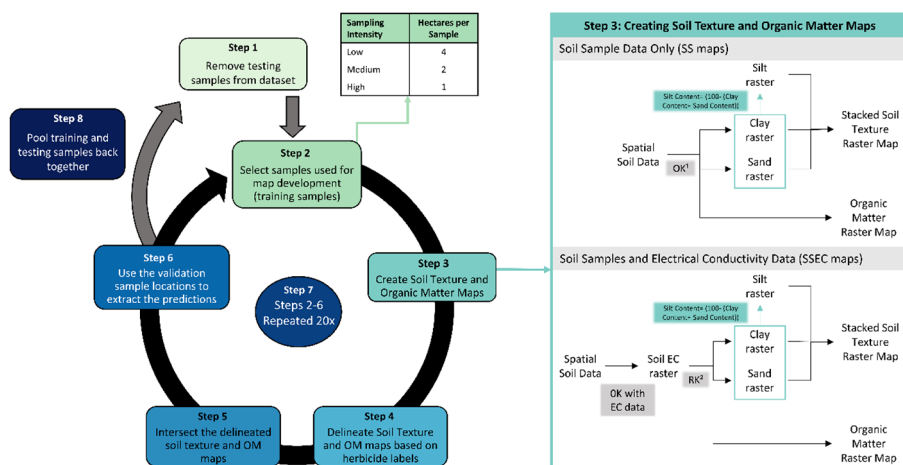 Step 1
Remove testing
samples from dataset
Sampling
Intensity
Hectares per
Sample
Low 4
Medium 2
High 1
Step 8
Pool training and
testing samples back
together
Step 2
Select samples used for
map development
(training samples)
Step 6
Use the validation
sample locations to
extract the predictions
Step 7
Steps 2-6
Repeated 20x
Step 3
Create Soil Texture and
Organic Matter Maps
Step 5
Intersect the delineated
soil texture and OM
maps
Step 4
Delineate Soil Texture
and OM maps based on
herbicide labels
Step 3: Creating Soil Texture and Organic Matter Maps
Soil Sample Data Only (SS maps)
Silt
raster
Silt Content= {100- (Clay
Content+ Sand Content)}
Clay
raster
Sand
raster
Spatial
Soil Data
OK¹
Stacked Soil
Texture
Raster Map
Organic
Matter
Raster Map
Soil Samples and Electrical Conductivity Data (SSEC maps)
Silt
raster
Silt Content= {100- (Clay
Content+ Sand Content)}
Clay
raster
Sand
raster
Spatial
Soil Data
Soil EC
raster
RK²
OK with
EC data
Stacked Soil
Texture
Raster Map
Organic
Matter
Raster Map